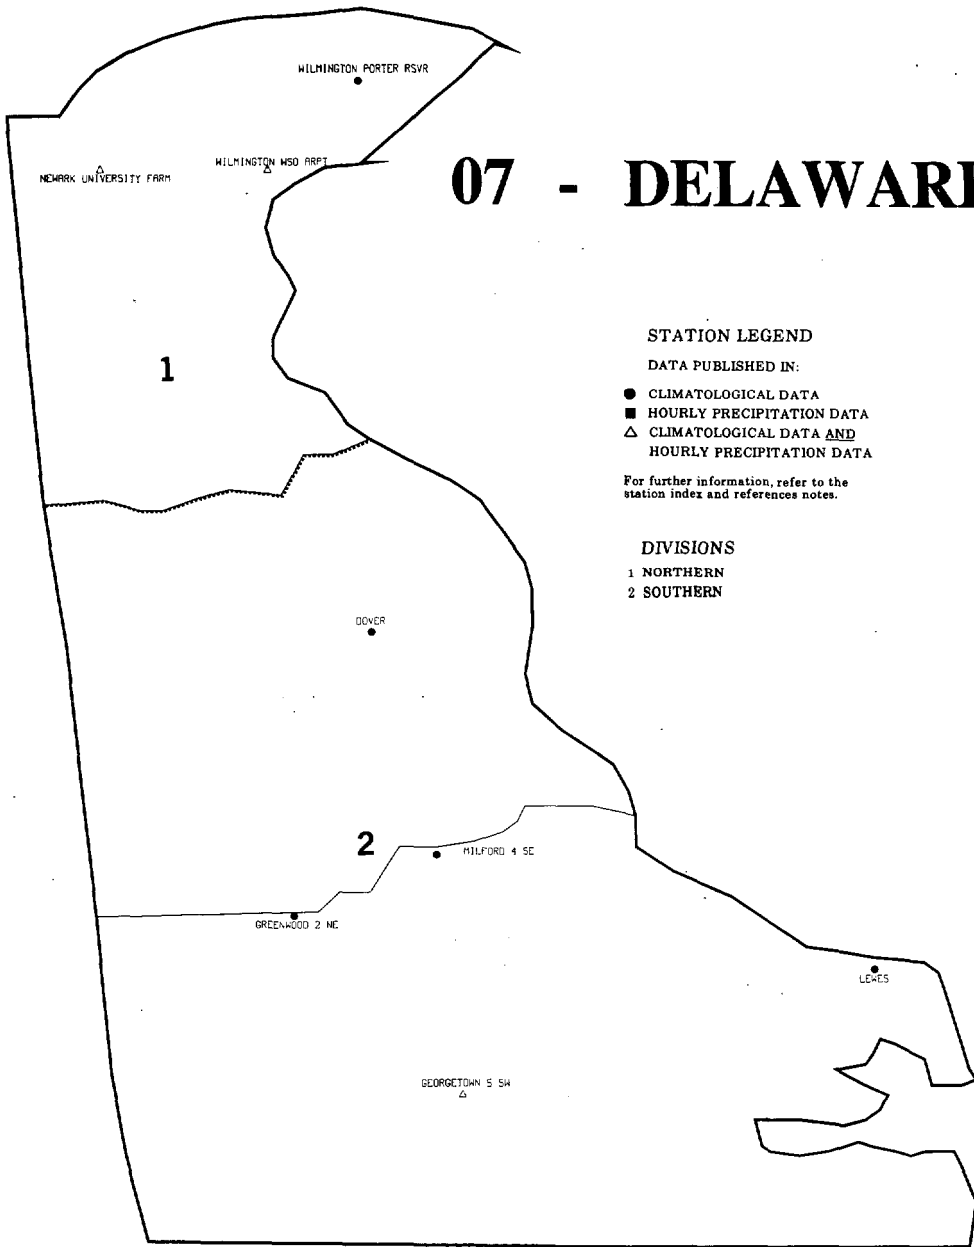 WILMINGTON PORTER RSVR
NEWARK UNIVERSITY FARM
WILMINGTON WSO ARPT
07 - DELAWARE
1
STATION LEGEND
DATA PUBLISHED IN:
● CLIMATOLOGICAL DATA
■ HOURLY PRECIPITATION DATA
△ CLIMATOLOGICAL DATA AND
HOURLY PRECIPITATION DATA
For further information, refer to the
station index and references notes.
DIVISIONS
1 NORTHERN
2 SOUTHERN
DOVER
2
MILFORD 4 SE
GREENWOOD 2 NE
LEWES
GEORGETOWN 5 SW